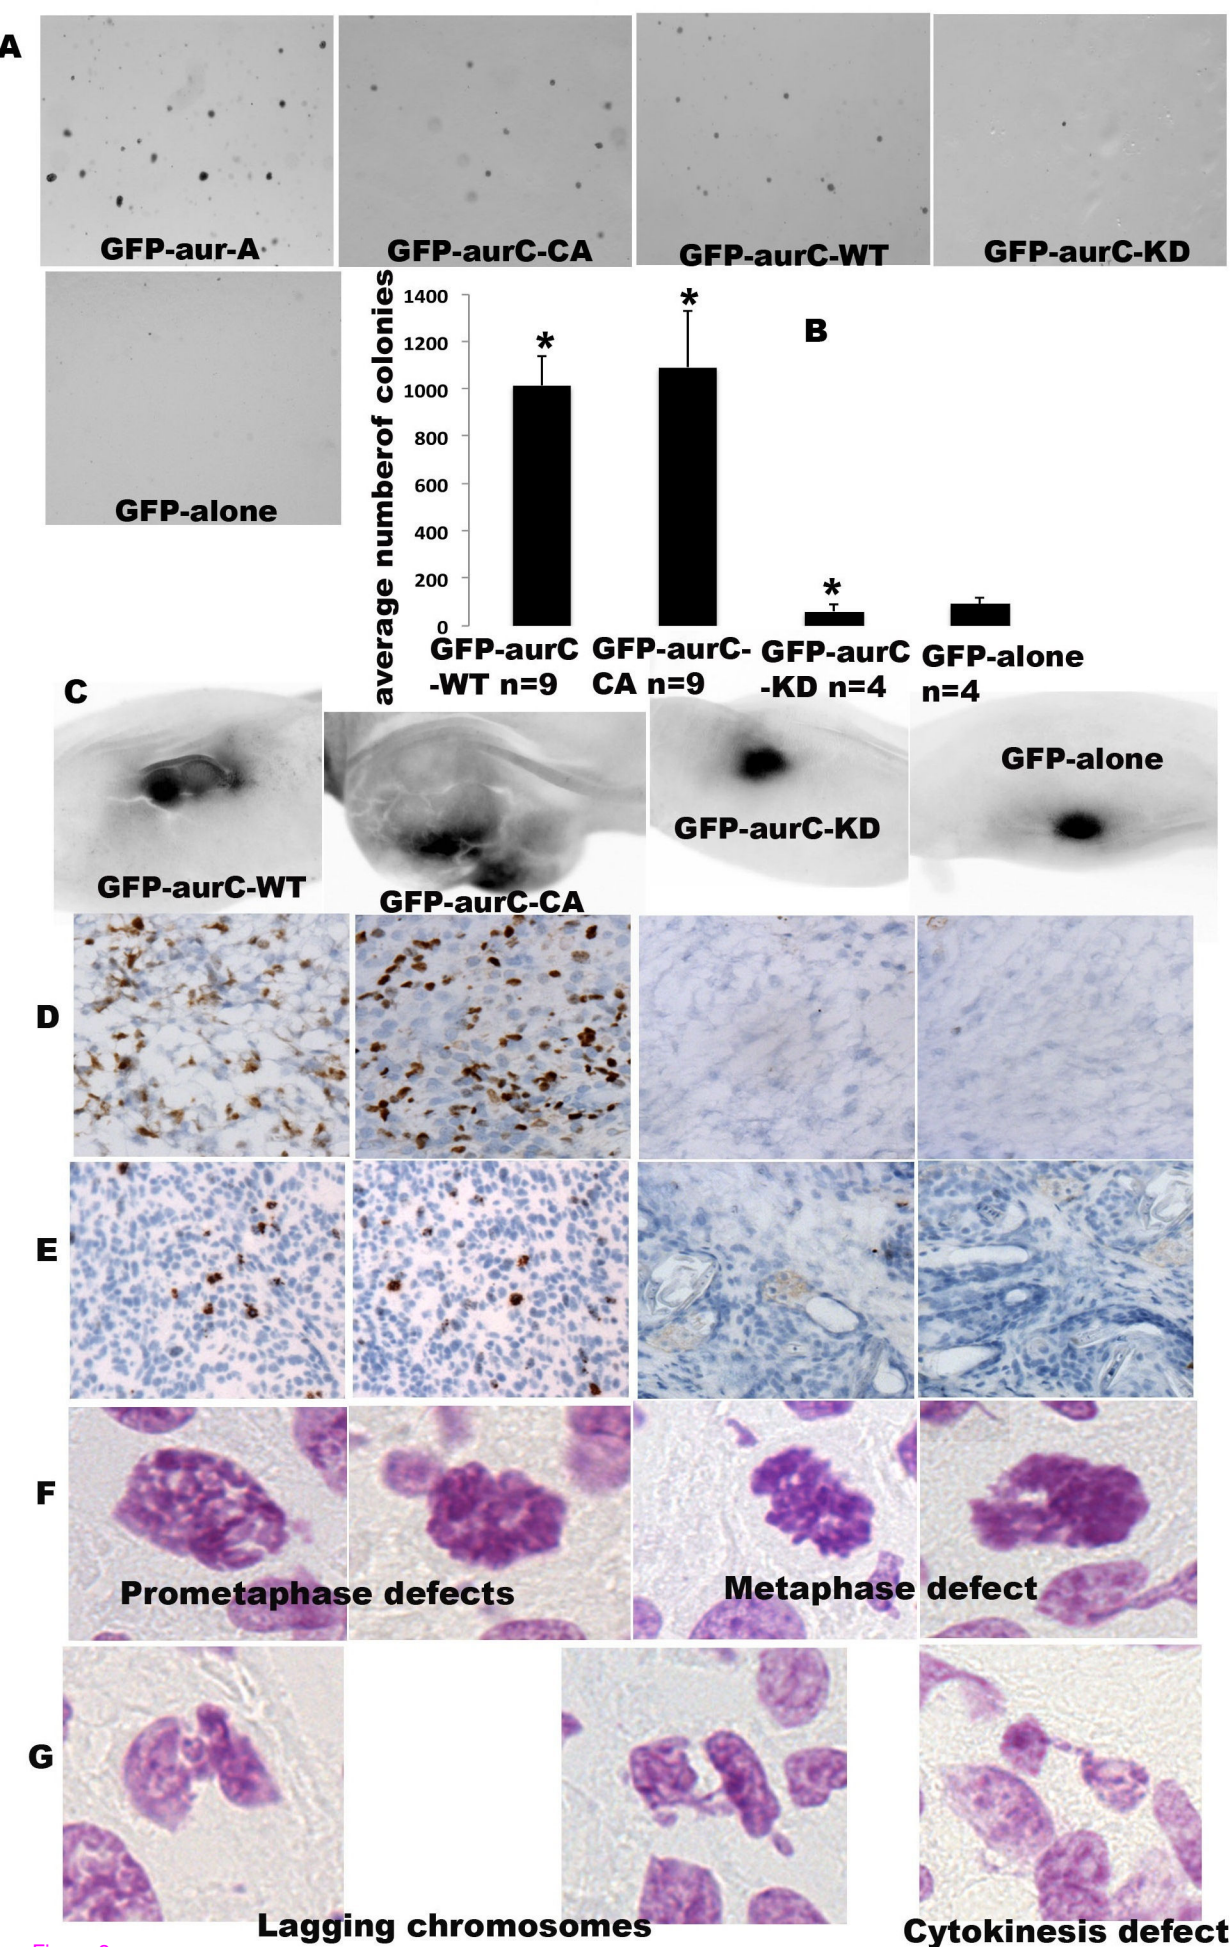 A
GFP-aur-A
GFP-aurC-CA
GFP-aurC-WT
GFP-aurC-KD
GFP-alone
average numberof colonies
1400
1200
1000
800
600
400
200
0
*
*
*
B
GFP-aurC
-WT n=9
GFP-aurC-
CA n=9
GFP-aurC
-KD n=4
GFP-alone
n=4
C
GFP-aurC-WT
GFP-aurC-CA
GFP-aurC-KD
GFP-alone
D
E
F
Prometaphase defects
Metaphase defect
G
Lagging chromosomes
Cytokinesis defect